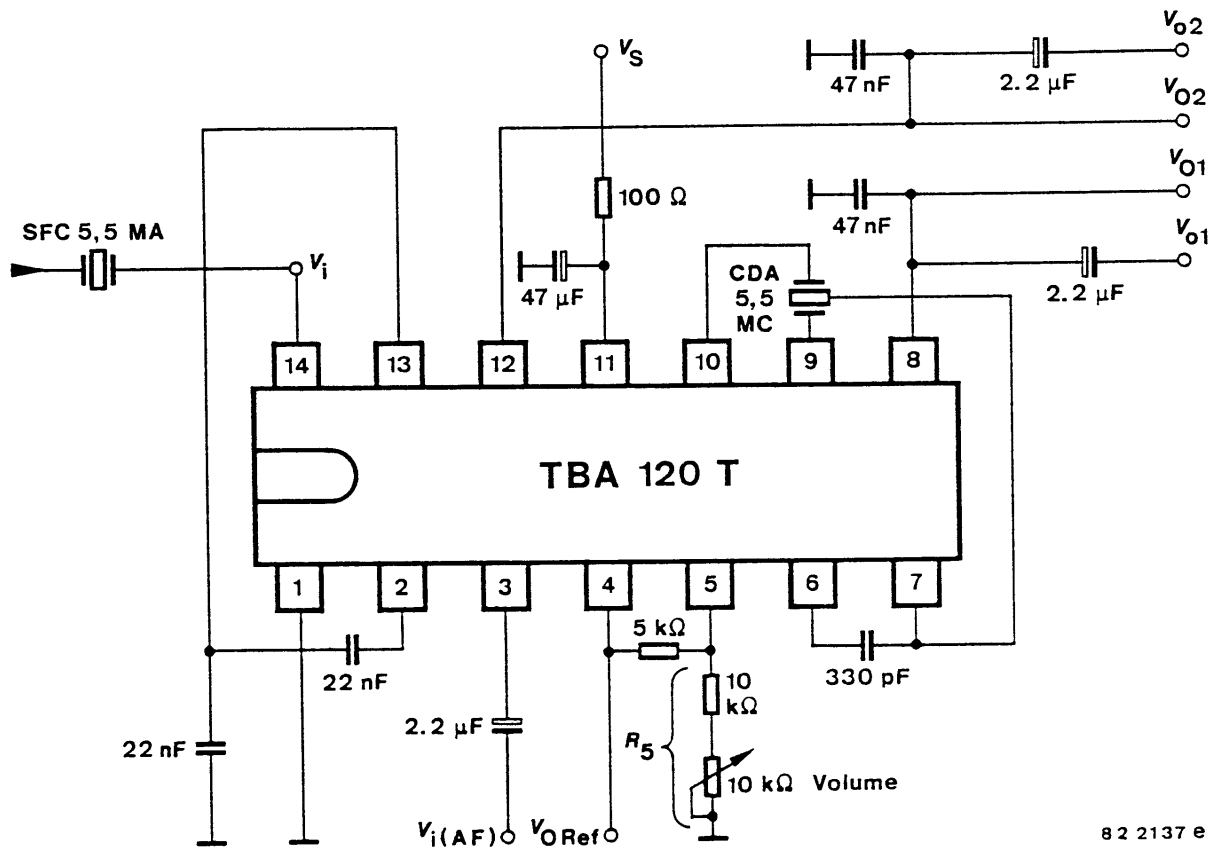 V_S
V_o2
47 nF
2.2 µF
V_O2
V_O1
100 Ω
47 nF
V_o1
SFC 5,5 MA
V_i
47 µF
CDA
5,5
MC
2.2 µF
14
13
12
11
10
9
8
TBA 120 T
1
2
3
4
5
6
7
5 kΩ
22 nF
330 pF
10
kΩ
2.2 µF
R_5
22 nF
10 kΩ Volume
V_i(AF)
V_O Ref
82 2137 e